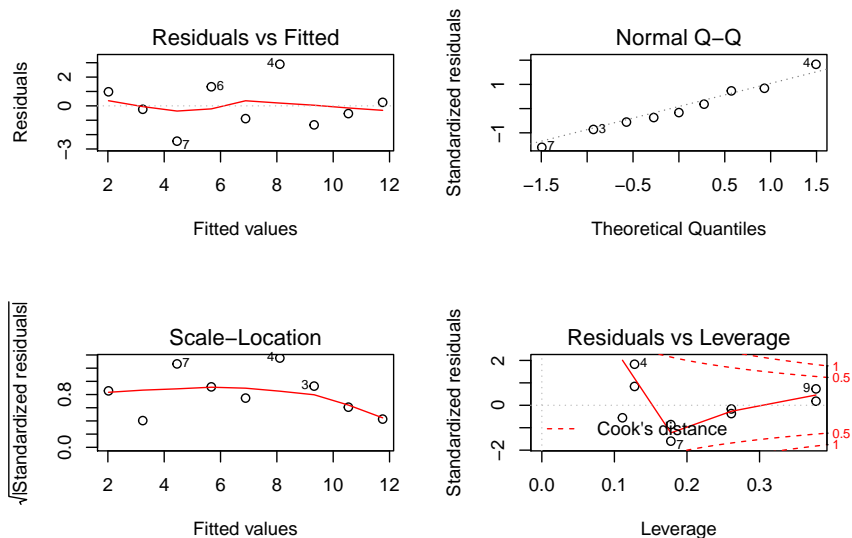 Residuals vs Fitted
Residuals
−3 0 2
4
6
7
2 4 6 8 10 12
Fitted values
Normal Q−Q
Standardized residuals
−1 1
4
3
7
−1.5 −0.5 0.5 1.0 1.5
Theoretical Quantiles
Scale−Location
√|Standardized residuals|
0.0 0.8
4
7
3
2 4 6 8 10 12
Fitted values
Residuals vs Leverage
Standardized residuals
−2 0 2
4
9
7
1
0.5
0.5
1
Cook's distance
0.0 0.1 0.2 0.3
Leverage